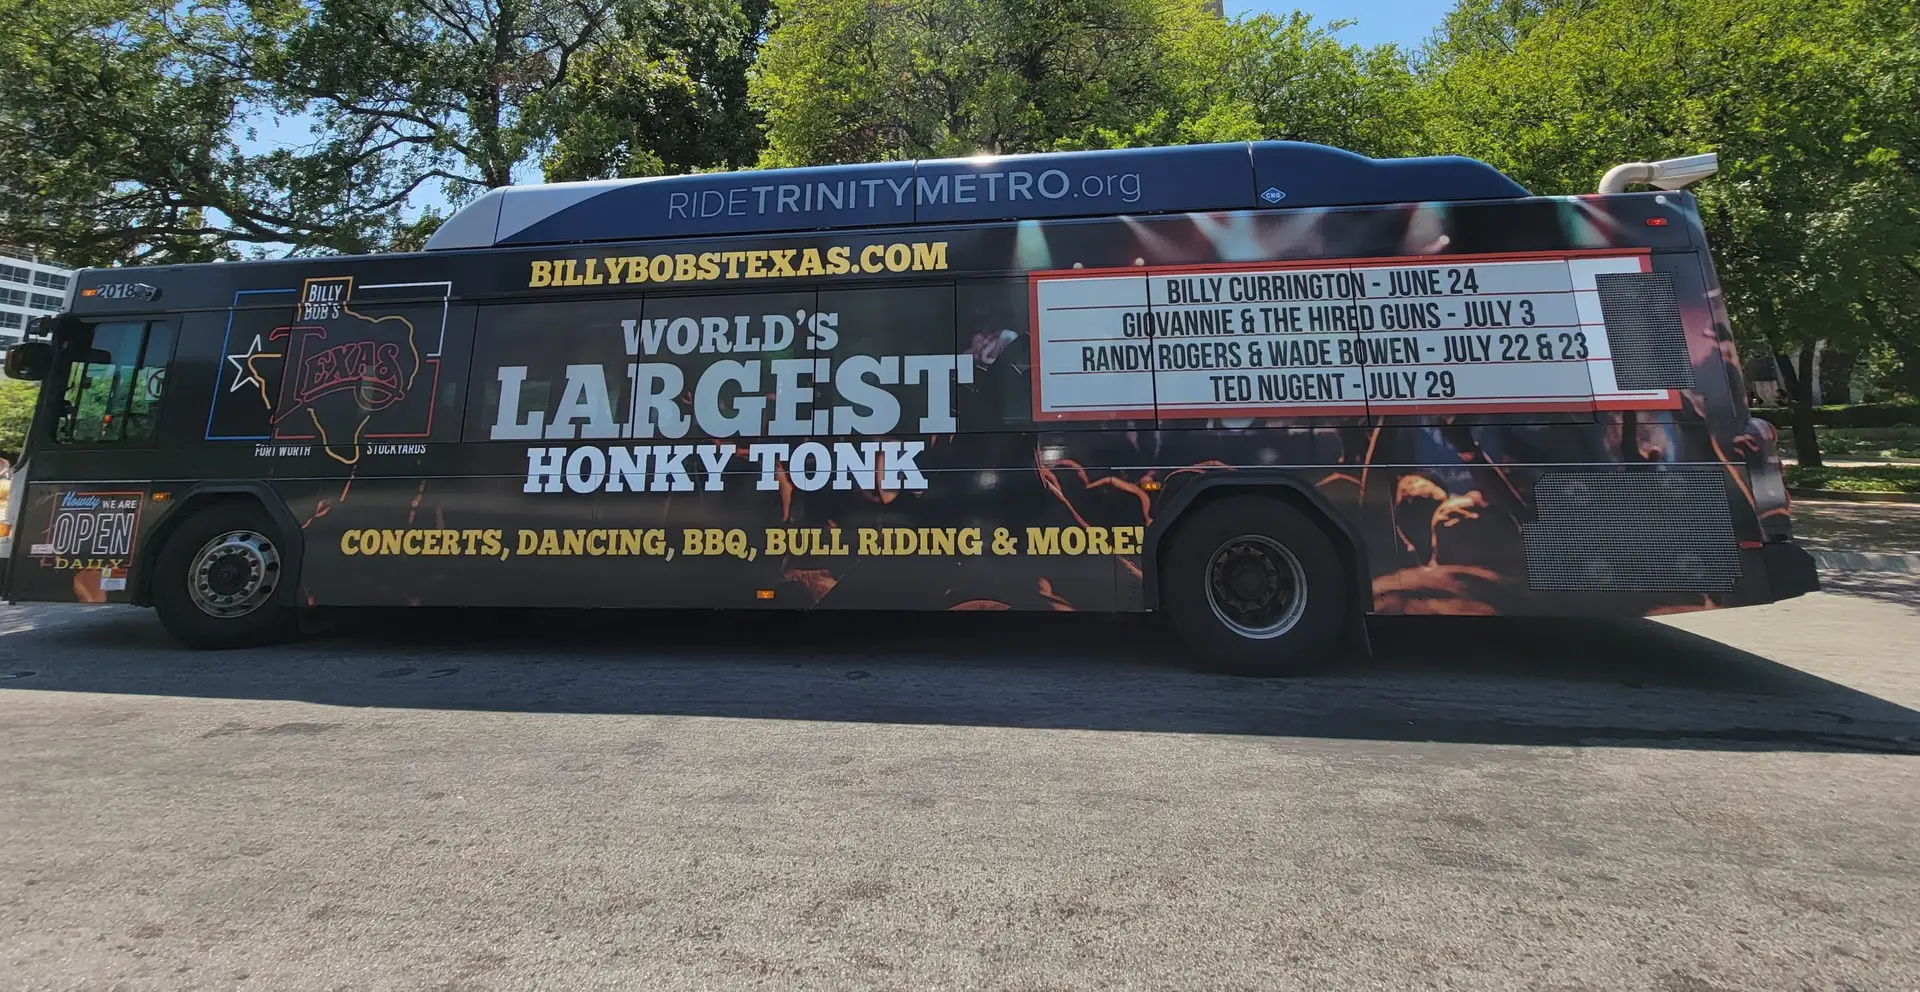 RIDETRINITYMETRO.org
CNG
BILLYBOBSTEXAS.COM
2018
BILLY
BOB'S
TEXAS
FORT WORTH STOCKYARDS
WORLD'S
LARGEST
HONKY TONK
CONCERTS, DANCING, BBQ, BULL RIDING & MORE!
BILLY CURRINGTON - JUNE 24
GIOVANNIE & THE HIRED GUNS - JULY 3
RANDY ROGERS & WADE BOWEN - JULY 22 & 23
TED NUGENT - JULY 29
Howdy WE ARE
OPEN
DAILY